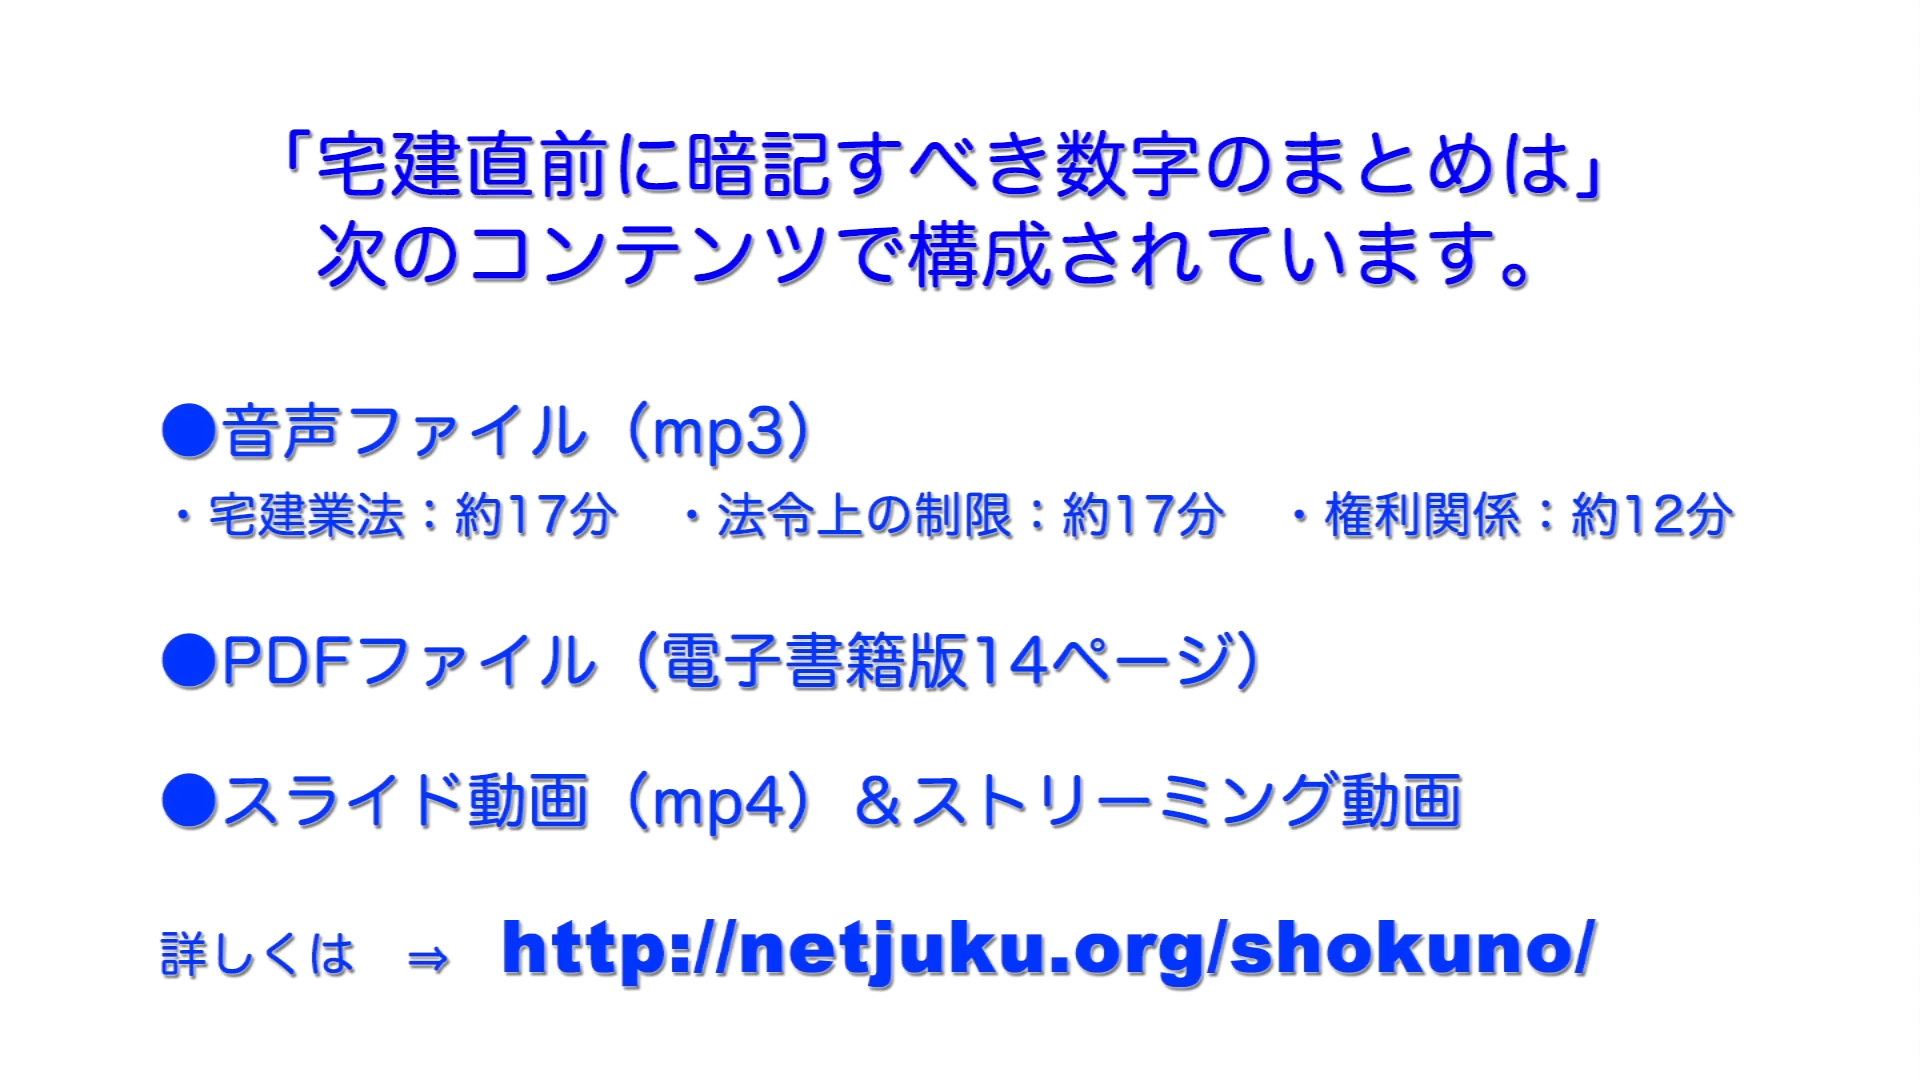 「宅建直前に暗記すべき数字のまとめは」
次のコンテンツで構成されています。
●音声ファイル（mp3）
・宅建業法：約17分　・法令上の制限：約17分　・権利関係：約12分
●PDFファイル（電子書籍版14ページ）
●スライド動画（mp4）＆ストリーミング動画
詳しくは　⇒　http://netjuku.org/shokuno/